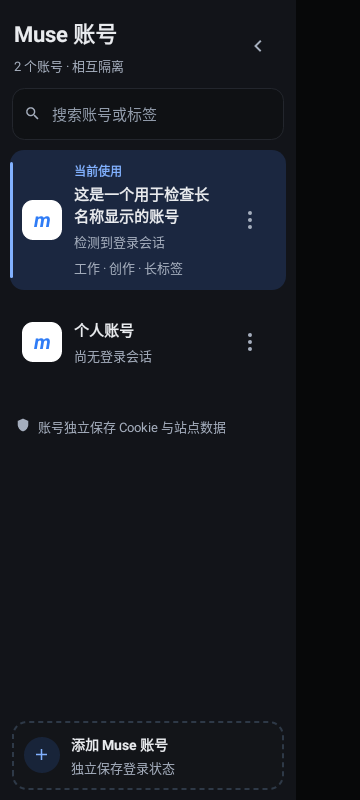 Muse 账号
2 个账号 · 相互隔离
搜索账号或标签
当前使用
这是一个用于检查长
名称显示的账号
检测到登录会话
工作 · 创作 · 长标签
m
个人账号
尚无登录会话
m
账号独立保存 Cookie 与站点数据
添加 Muse 账号
独立保存登录状态